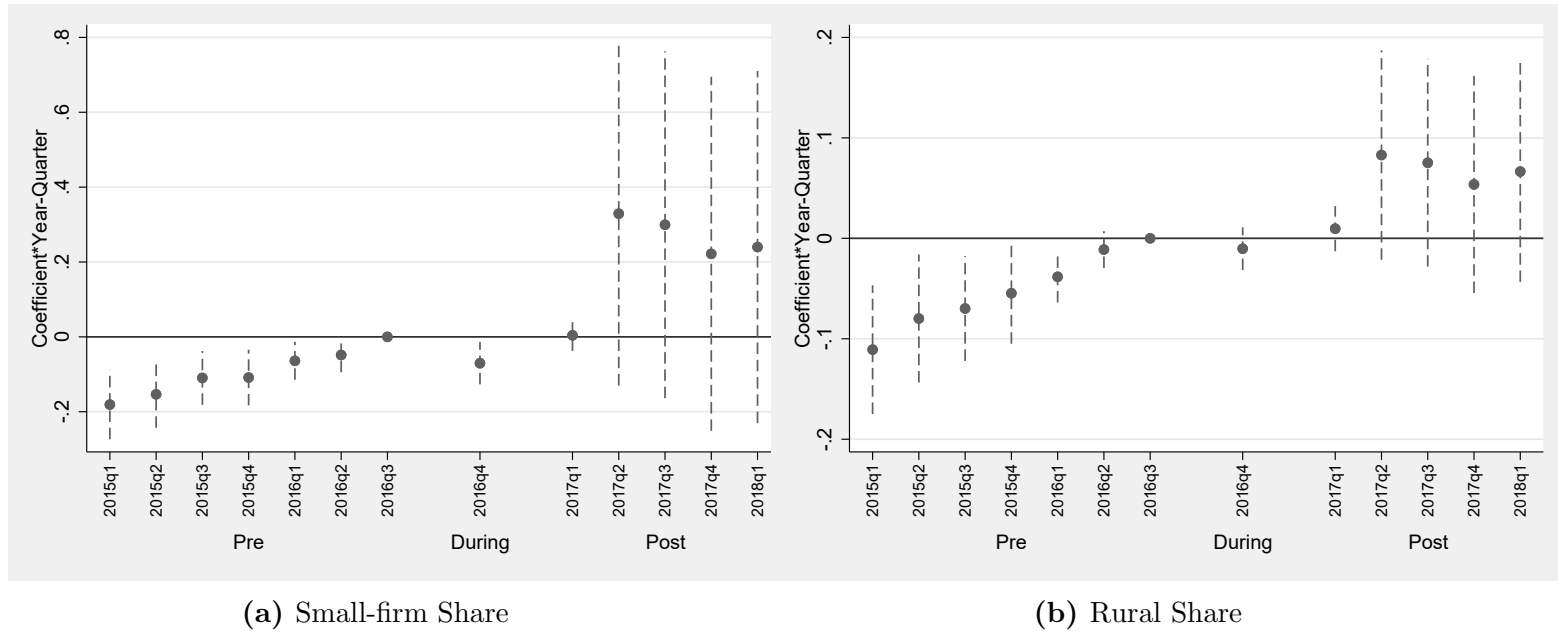 Coefficient*Year-Quarter
.8
.6
.4
.2
0
-.2
2015q1
2015q2
2015q3
2015q4
2016q1
2016q2
2016q3
2016q4
2017q1
2017q2
2017q3
2017q4
2018q1
Pre During Post
(a) Small-firm Share
Coefficient*Year-Quarter
.2
.1
0
-.1
-.2
2015q1
2015q2
2015q3
2015q4
2016q1
2016q2
2016q3
2016q4
2017q1
2017q2
2017q3
2017q4
2018q1
Pre During Post
(b) Rural Share